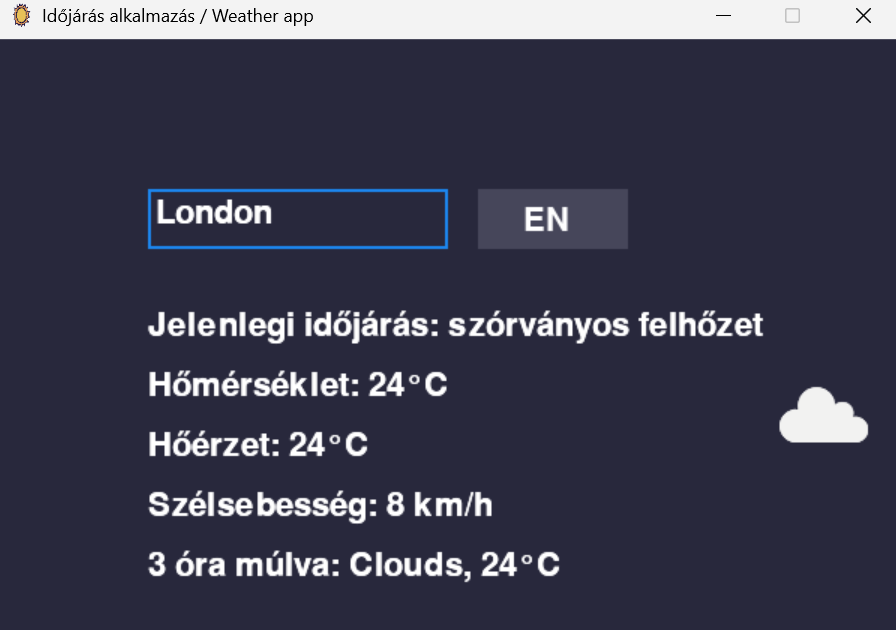 Időjárás alkalmazás / Weather app
London
EN
Jelenlegi időjárás: szórványos felhőzet
Hőmérséklet: 24°C
Hőérzet: 24°C
Szélsebesség: 8 km/h
3 óra múlva: Clouds, 24°C